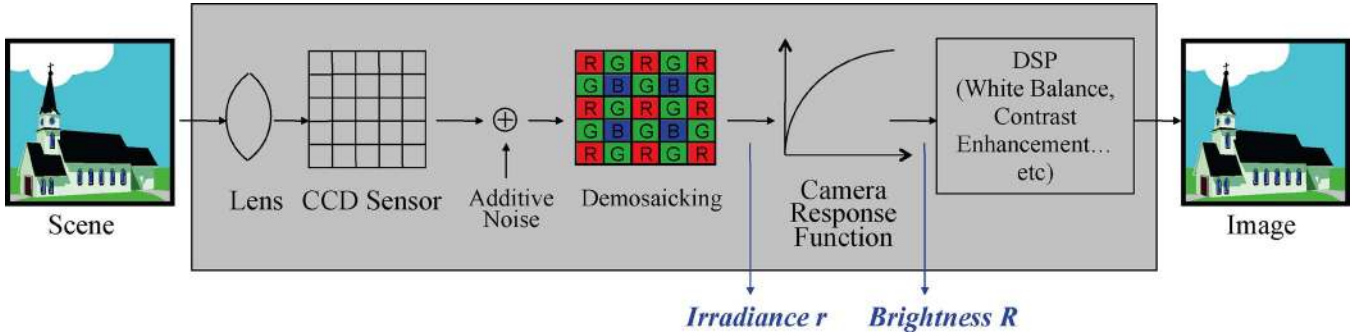 Scene
Lens
CCD Sensor
Additive
Noise
R G R G R
G B G B G
R G R G R
G B G B G
R G R G R
Demosaicking
Camera
Response
Function
DSP
(White Balance,
Contrast
Enhancement…
etc)
Image
Irradiance r
Brightness R